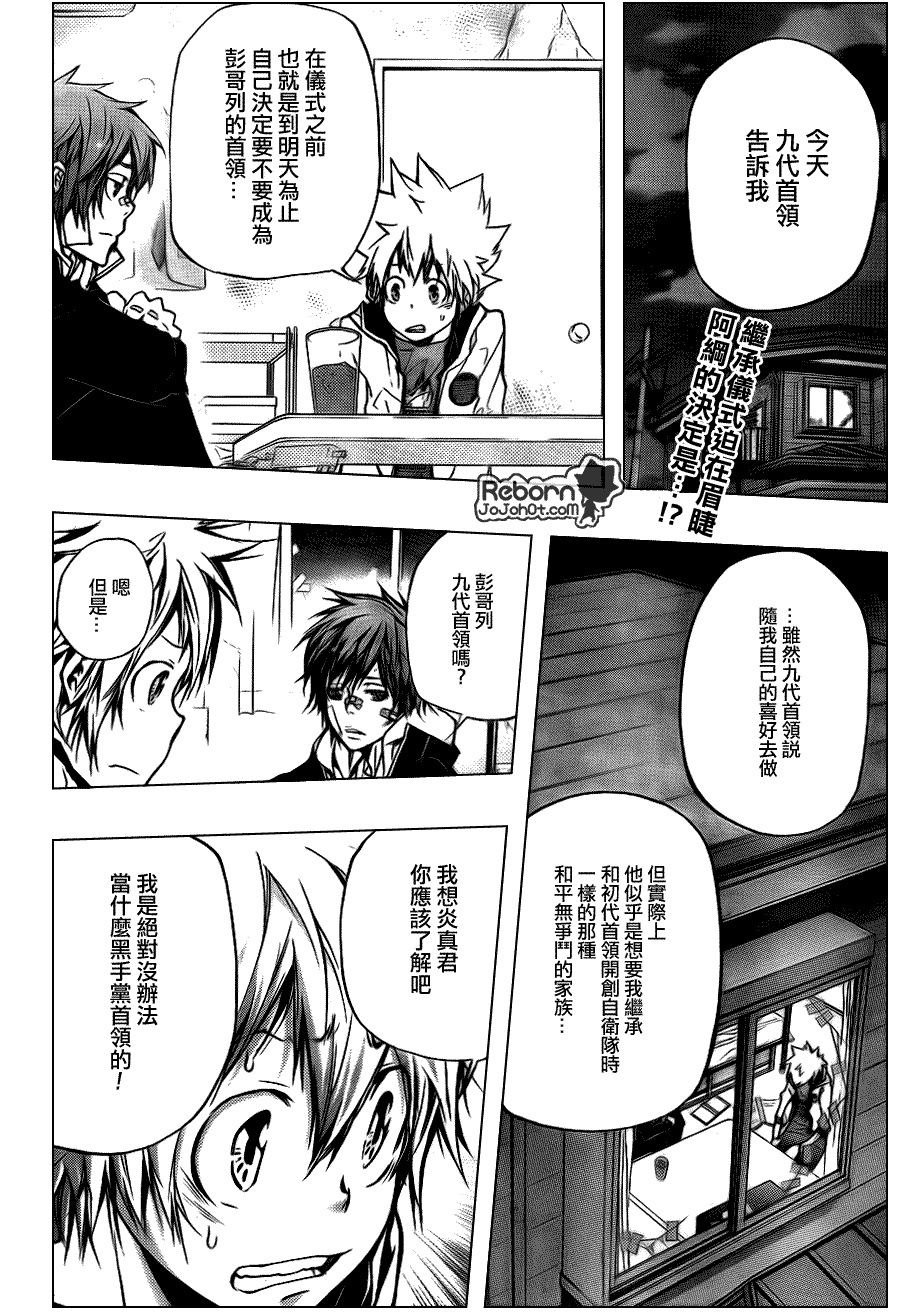 今天
九代首領
告訴我
繼承儀式迫在眉睫
阿綱的決定是…!?
在儀式之前
也就是到明天為止
自己決定要不要成為
彭哥列的首領…
Reborn
JoJohot.com
…雖然九代首領說
隨我自己的喜好去做
但實際上
他似乎是想要我繼承
和初代首領開創自衛隊時
一樣的那種
和平無爭鬥的家族…
彭哥列
九代首領嗎?
嗯
但是…
我想炎真君
你應該了解吧
我是絕對沒辦法
當什麼黑手黨首領的!